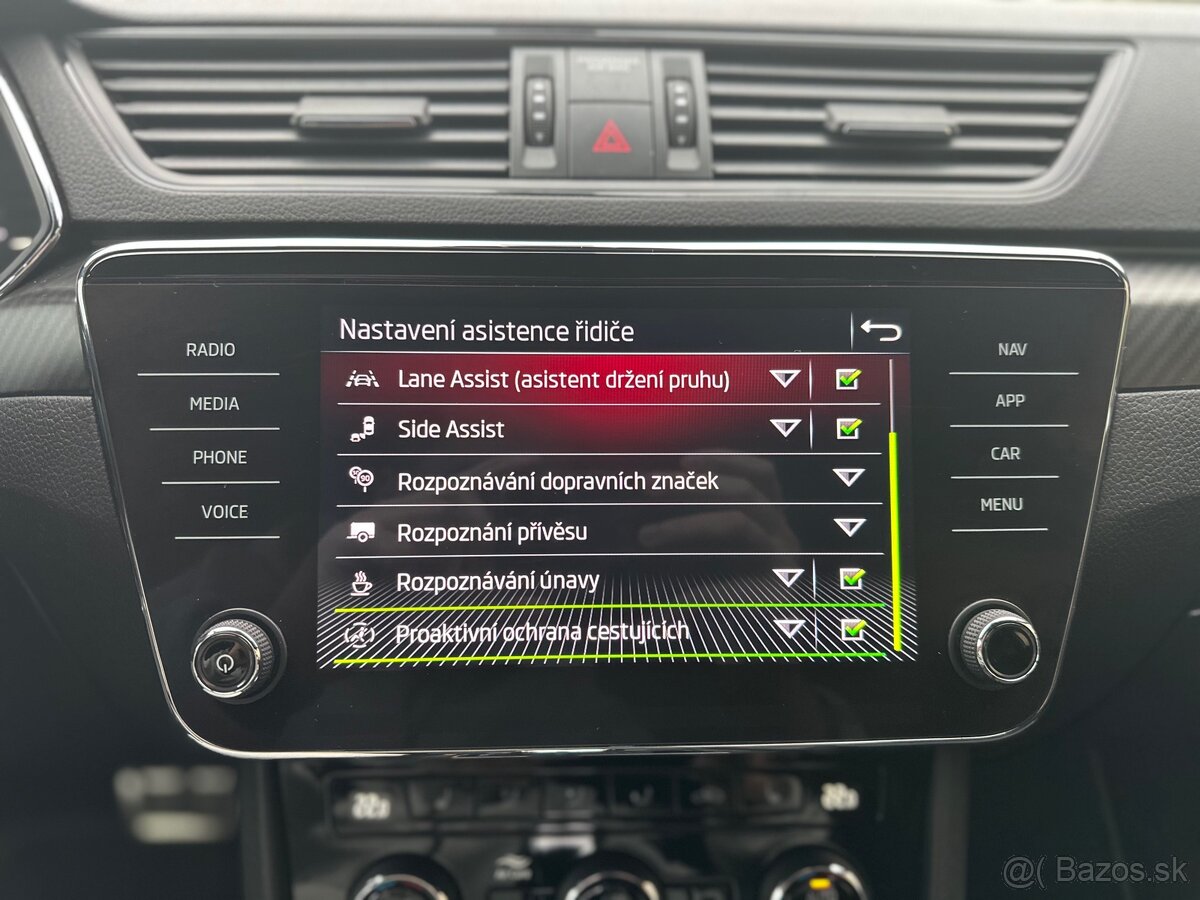 Nastavení asistence řidiče
RADIO
MEDIA
PHONE
VOICE
Lane Assist (asistent držení pruhu)
Side Assist
Rozpoznávání dopravních značek
90
Rozpoznání přívěsu
Rozpoznávání únavy
Proaktivní ochrana cestujících
NAV
APP
CAR
MENU
@( Bazos.sk